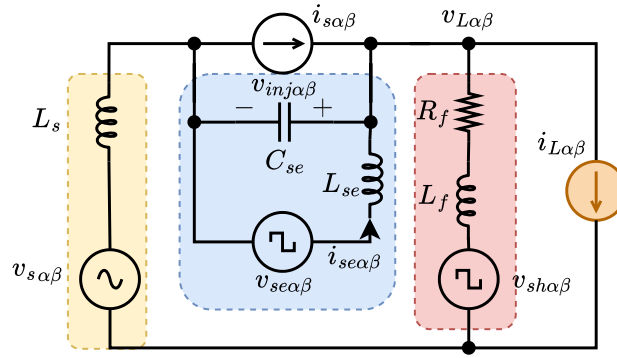 i_{sαβ}
v_{Lαβ}
v_{injαβ}
− +
L_s
R_f
C_{se}
i_{Lαβ}
L_{se}
L_f
v_{sαβ}
i_{seαβ}
v_{seαβ}
v_{shαβ}